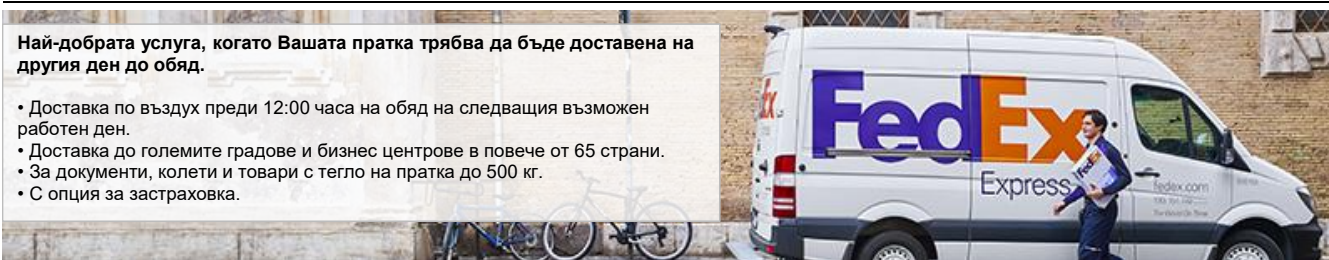 Най-добрата услуга, когато Вашата пратка трябва да бъде доставена на
другия ден до обяд.
• Доставка по въздух преди 12:00 часа на обяд на следващия възможен
работен ден.
• Доставка до големите градове и бизнес центрове в повече от 65 страни.
• За документи, колети и товари с тегло на пратка до 500 кг.
• С опция за застраховка.
FedEx
Express
fedex.com
Ex
FedEx